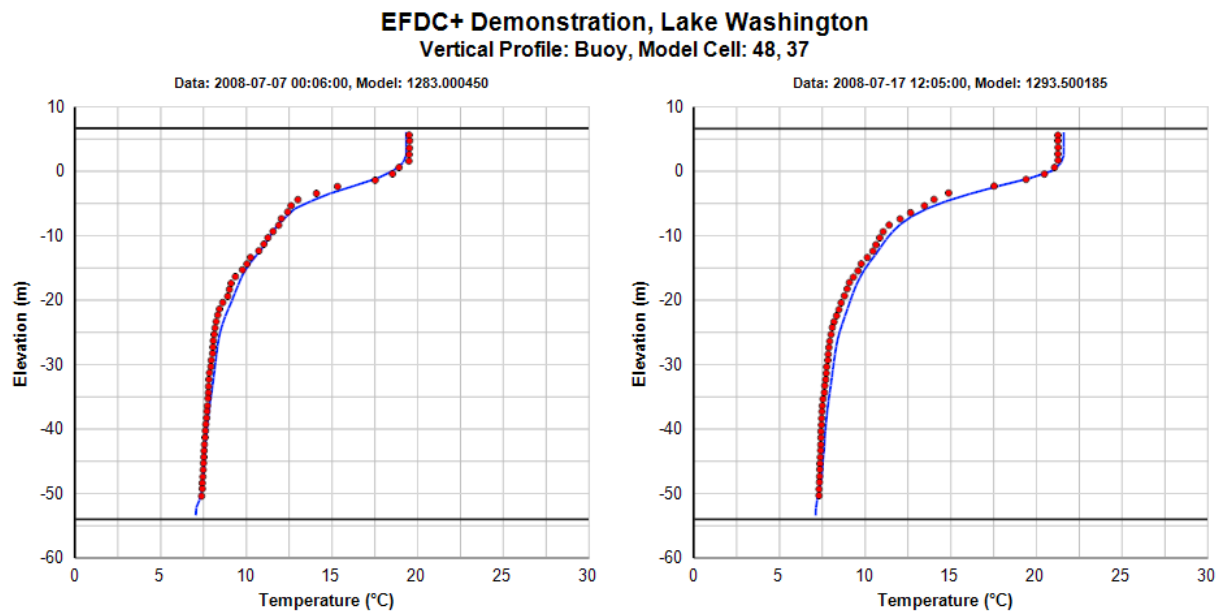 EFDC+ Demonstration, Lake Washington
Vertical Profile: Buoy, Model Cell: 48, 37
Data: 2008-07-07 00:06:00, Model: 1283.000450
10
0
-10
-20
-30
-40
-50
-60
Elevation (m)
0 5 10 15 20 25 30
Temperature (°C)
Data: 2008-07-17 12:05:00, Model: 1293.500185
10
0
-10
-20
-30
-40
-50
-60
Elevation (m)
0 5 10 15 20 25 30
Temperature (°C)